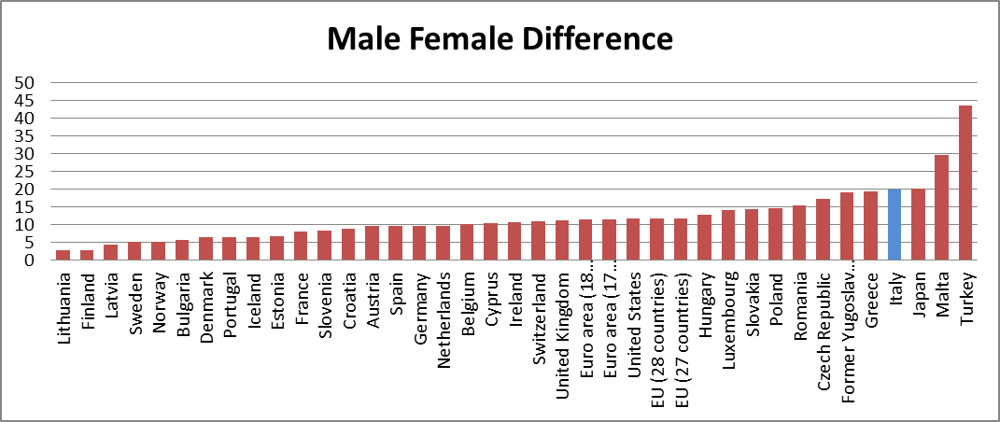 Male Female Difference
50
45
40
35
30
25
20
15
10
5
0
Lithuania
Finland
Latvia
Sweden
Norway
Bulgaria
Denmark
Portugal
Iceland
Estonia
France
Slovenia
Croatia
Austria
Spain
Germany
Netherlands
Belgium
Cyprus
Ireland
Switzerland
United Kingdom
Euro area (18…
Euro area (17…
United States
EU (28 countries)
EU (27 countries)
Hungary
Luxembourg
Slovakia
Poland
Romania
Czech Republic
Former Yugoslav…
Greece
Italy
Japan
Malta
Turkey